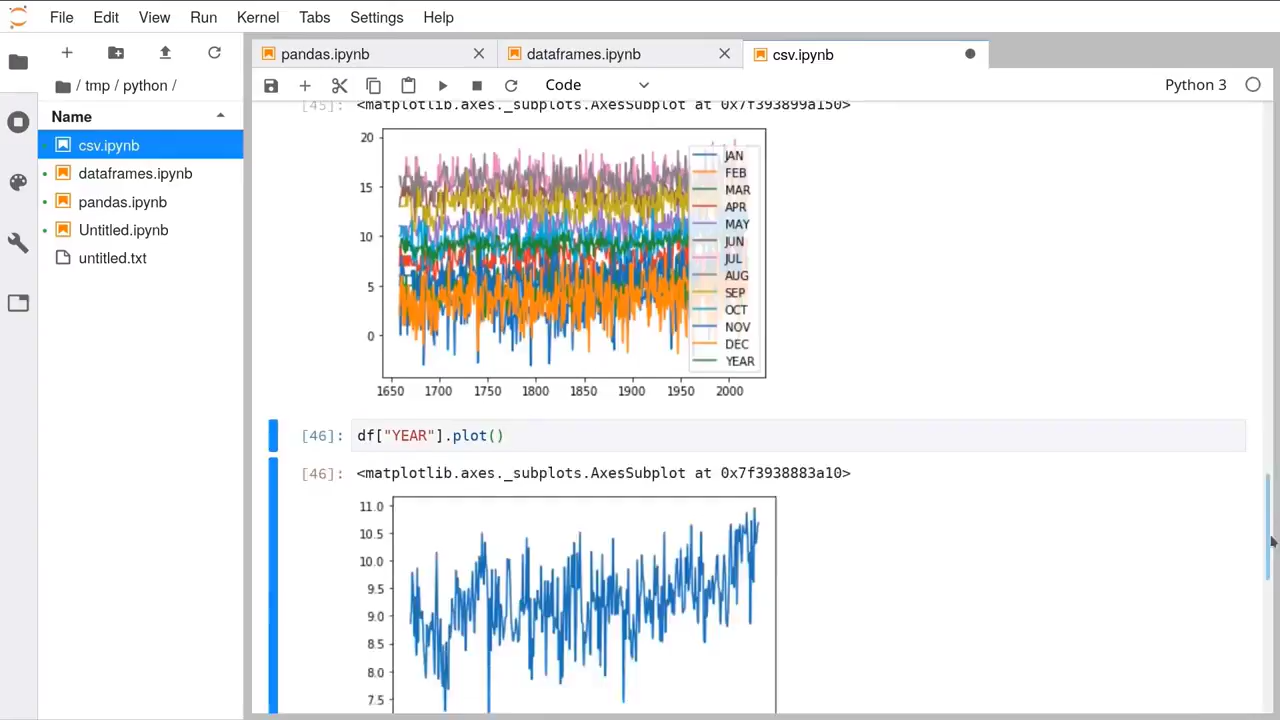 File Edit View Run Kernel Tabs Settings Help
pandas.ipynb
dataframes.ipynb
csv.ipynb
/ tmp / python /
Code
Python 3
Name
csv.ipynb
dataframes.ipynb
pandas.ipynb
Untitled.ipynb
untitled.txt
[45]: <matplotlib.axes._subplots.AxesSubplot at 0x7f393899a150>
20
15
10
5
0
JAN
FEB
MAR
APR
MAY
JUN
JUL
AUG
SEP
OCT
NOV
DEC
YEAR
1650 1700 1750 1800 1850 1900 1950 2000
[46]: df["YEAR"].plot()
[46]: <matplotlib.axes._subplots.AxesSubplot at 0x7f3938883a10>
11.0
10.5
10.0
9.5
9.0
8.5
8.0
7.5